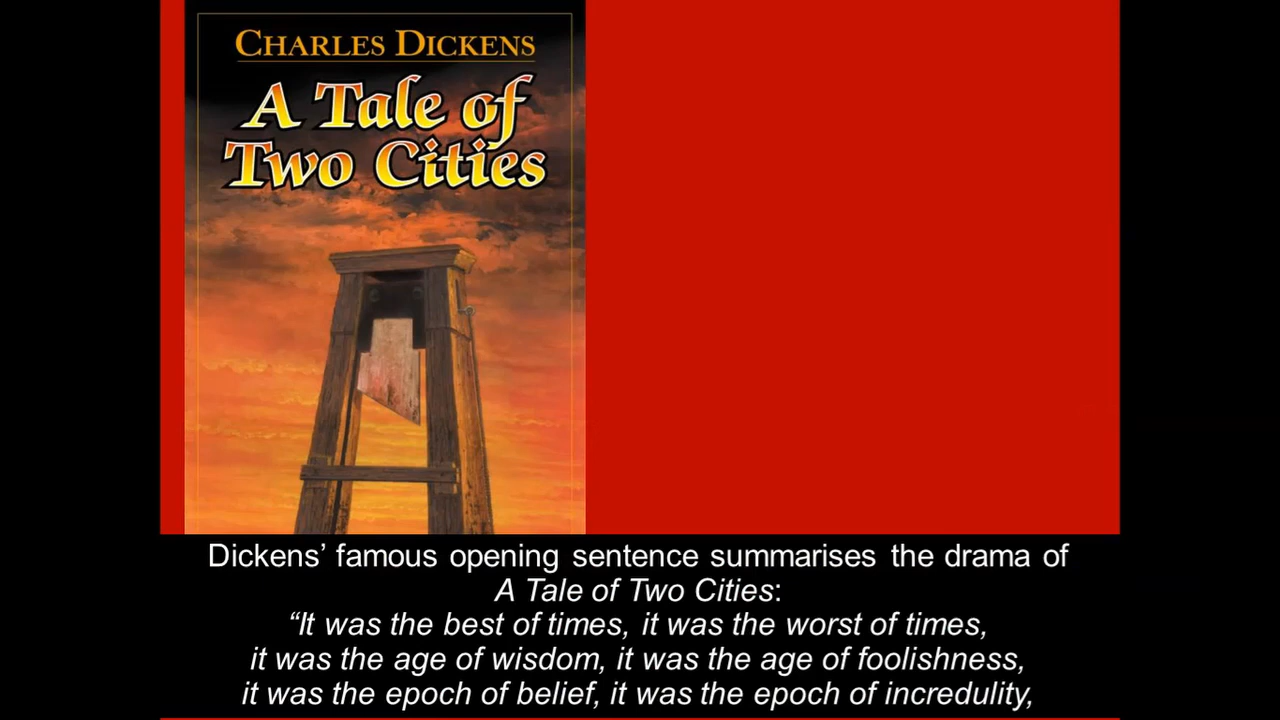 CHARLES DICKENS
A Tale of
Two Cities
Dickens’ famous opening sentence summarises the drama of
A Tale of Two Cities:
“It was the best of times, it was the worst of times,
it was the age of wisdom, it was the age of foolishness,
it was the epoch of belief, it was the epoch of incredulity,